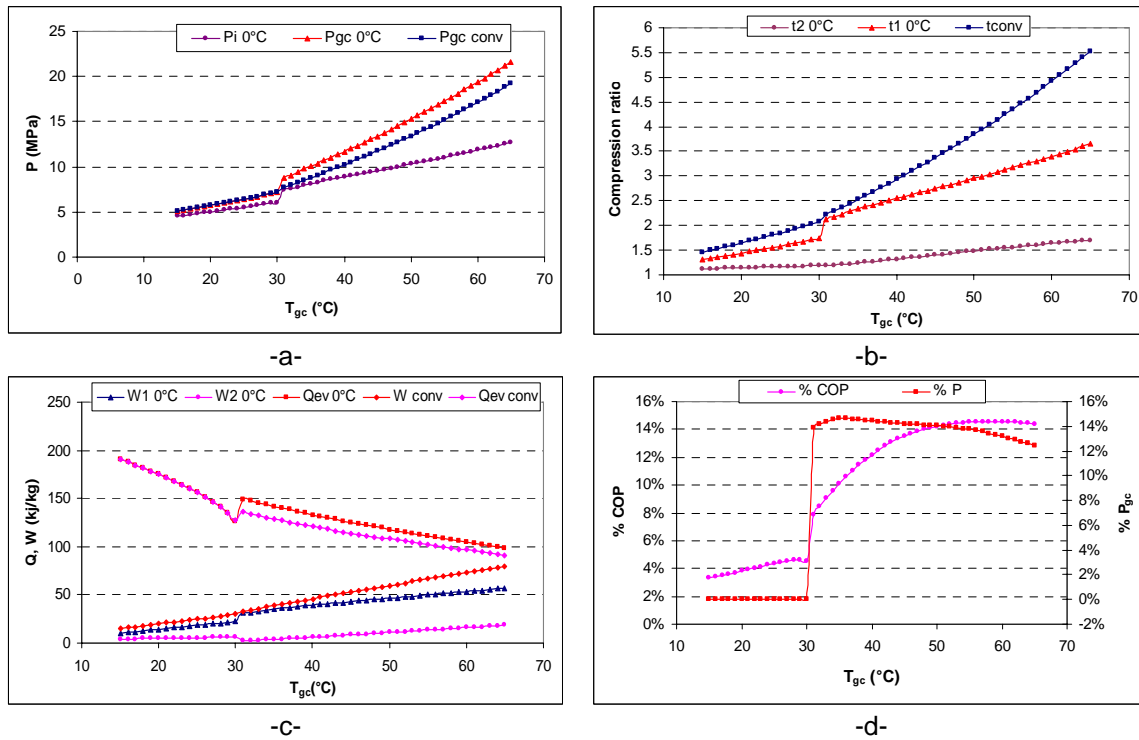 Pi 0°C Pgc 0°C Pgc conv
25
20
15
10
5
0
P (MPa)
0 10 20 30 40 50 60 70
Tgc (°C)
-a-
t2 0°C t1 0°C tconv
6
5.5
5
4.5
4
3.5
3
2.5
2
1.5
1
Compression ratio
10 20 30 40 50 60 70
Tgc (°C)
-b-
W1 0°C W2 0°C Qev 0°C W conv Qev conv
250
200
150
100
50
0
Q, W (kj/kg)
10 20 30 40 50 60 70
Tgc(°C)
-c-
% COP % P
16%
14%
12%
10%
8%
6%
4%
2%
0%
% COP
16%
14%
12%
10%
8%
6%
4%
2%
0%
-2%
% Pgc
10 20 30 40 50 60 70
Tgc (°C)
-d-